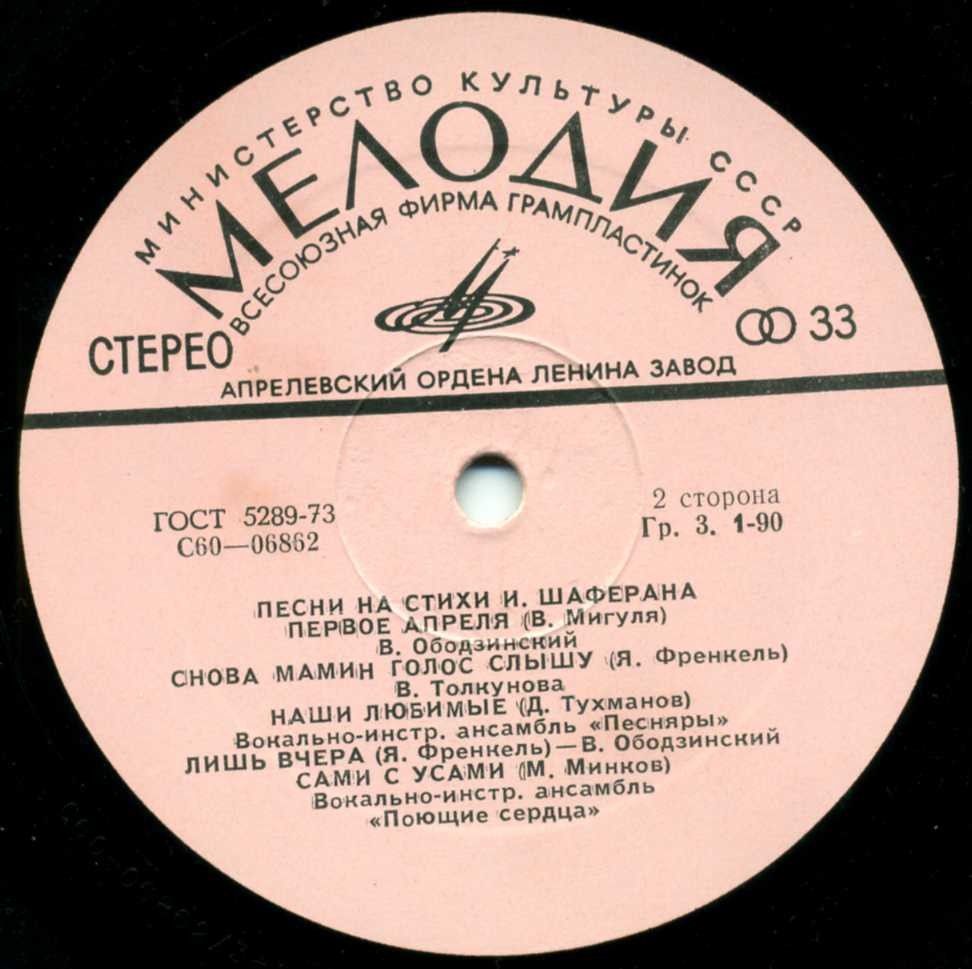 МИНИСТЕРСТВО КУЛЬТУРЫ СССР
МЕЛОДИЯ
ВСЕСОЮЗНАЯ ФИРМА ГРАМПЛАСТИНОК
СТЕРЕО
33
АПРЕЛЕВСКИЙ ОРДЕНА ЛЕНИНА ЗАВОД
ГОСТ 5289-73
С60—06862
2 сторона
Гр. 3. 1-90
ПЕСНИ НА СТИХИ И. ШАФЕРАНА
ПЕРВОЕ АПРЕЛЯ (В. Мигуля)
В. Ободзинский
СНОВА МАМИН ГОЛОС СЛЫШУ (Я. Френкель)
В. Толкунова
НАШИ ЛЮБИМЫЕ (Д. Тухманов)
Вокально-инстр. ансамбль «Песняры»
ЛИШЬ ВЧЕРА (Я. Френкель) — В. Ободзинский
САМИ С УСАМИ (М. Минков)
Вокально-инстр. ансамбль
«Поющие сердца»